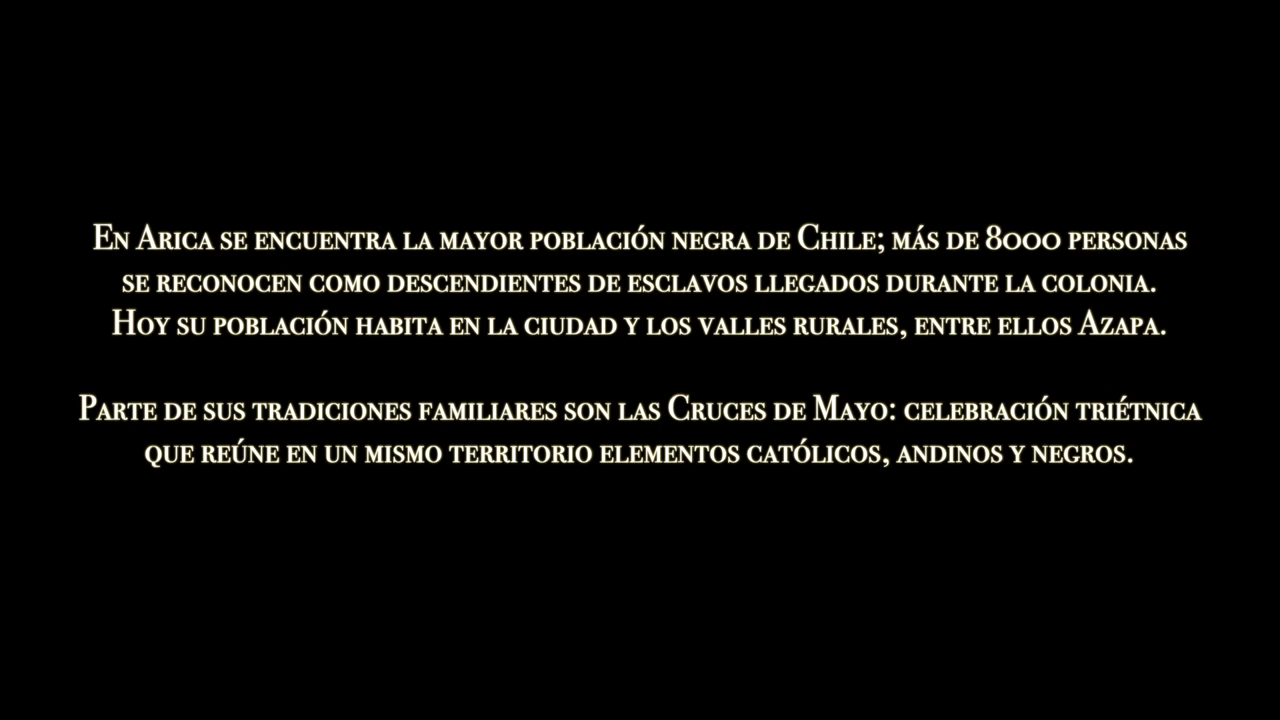 En Arica se encuentra la mayor población negra de Chile; más de 8000 personas
se reconocen como descendientes de esclavos llegados durante la colonia.
Hoy su población habita en la ciudad y los valles rurales, entre ellos Azapa.
Parte de sus tradiciones familiares son las Cruces de Mayo: celebración triétnica
que reúne en un mismo territorio elementos católicos, andinos y negros.